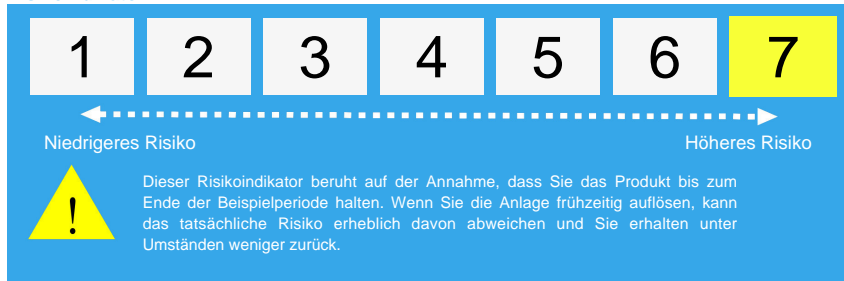 1 2 3 4 5 6 7
Niedrigeres Risiko Höheres Risiko
Dieser Risikoindikator beruht auf der Annahme, dass Sie das Produkt bis zum
Ende der Beispielperiode halten. Wenn Sie die Anlage frühzeitig auflösen, kann
das tatsächliche Risiko erheblich davon abweichen und Sie erhalten unter
Umständen weniger zurück.
!